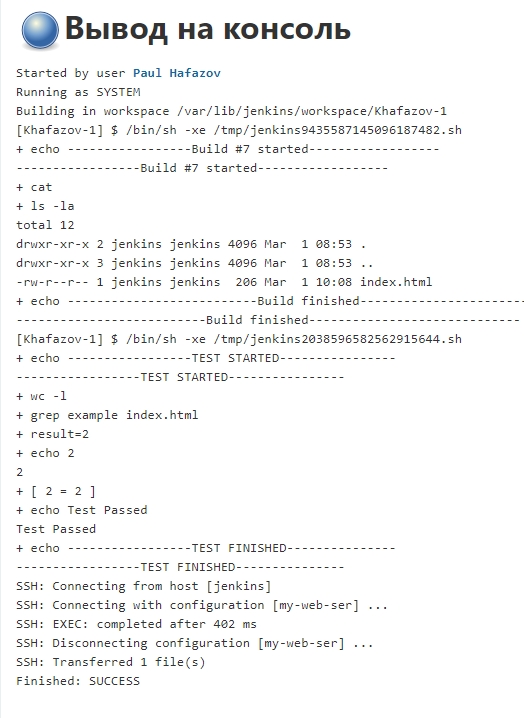 Вывод на консоль
Started by user Paul Hafazov
Running as SYSTEM
Building in workspace /var/lib/jenkins/workspace/Khafazov-1
[Khafazov-1] $ /bin/sh -xe /tmp/jenkins9435587145096187482.sh
+ echo -----------------Build #7 started------------------
-----------------Build #7 started------------------
+ cat
+ ls -la
total 12
drwxr-xr-x 2 jenkins jenkins 4096 Mar  1 08:53 .
drwxr-xr-x 3 jenkins jenkins 4096 Mar  1 08:53 ..
-rw-r--r-- 1 jenkins jenkins  206 Mar  1 10:08 index.html
+ echo --------------------------Build finished-----------------------
--------------------------Build finished-----------------------------
[Khafazov-1] $ /bin/sh -xe /tmp/jenkins2038596582562915644.sh
+ echo -----------------TEST STARTED----------------
-----------------TEST STARTED----------------
+ wc -l
+ grep example index.html
+ result=2
+ echo 2
2
+ [ 2 = 2 ]
+ echo Test Passed
Test Passed
+ echo -----------------TEST FINISHED---------------
-----------------TEST FINISHED---------------
SSH: Connecting from host [jenkins]
SSH: Connecting with configuration [my-web-ser] ...
SSH: EXEC: completed after 402 ms
SSH: Disconnecting configuration [my-web-ser] ...
SSH: Transferred 1 file(s)
Finished: SUCCESS